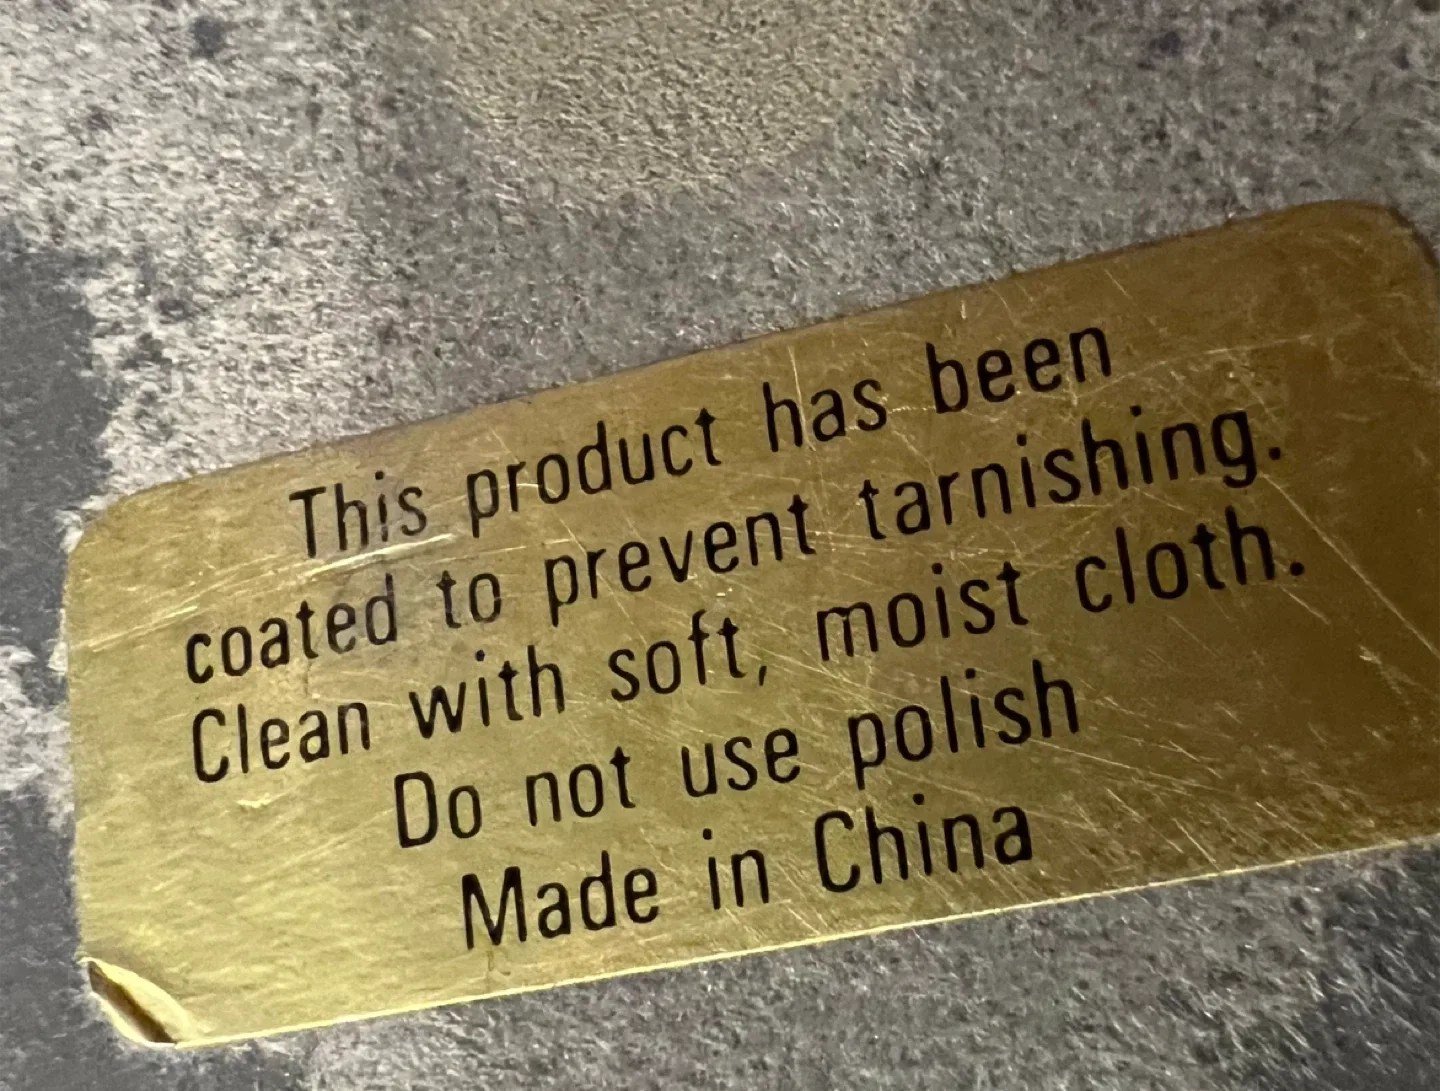 This product has been
coated to prevent tarnishing.
Clean with soft, moist cloth.
Do not use polish
Made in China